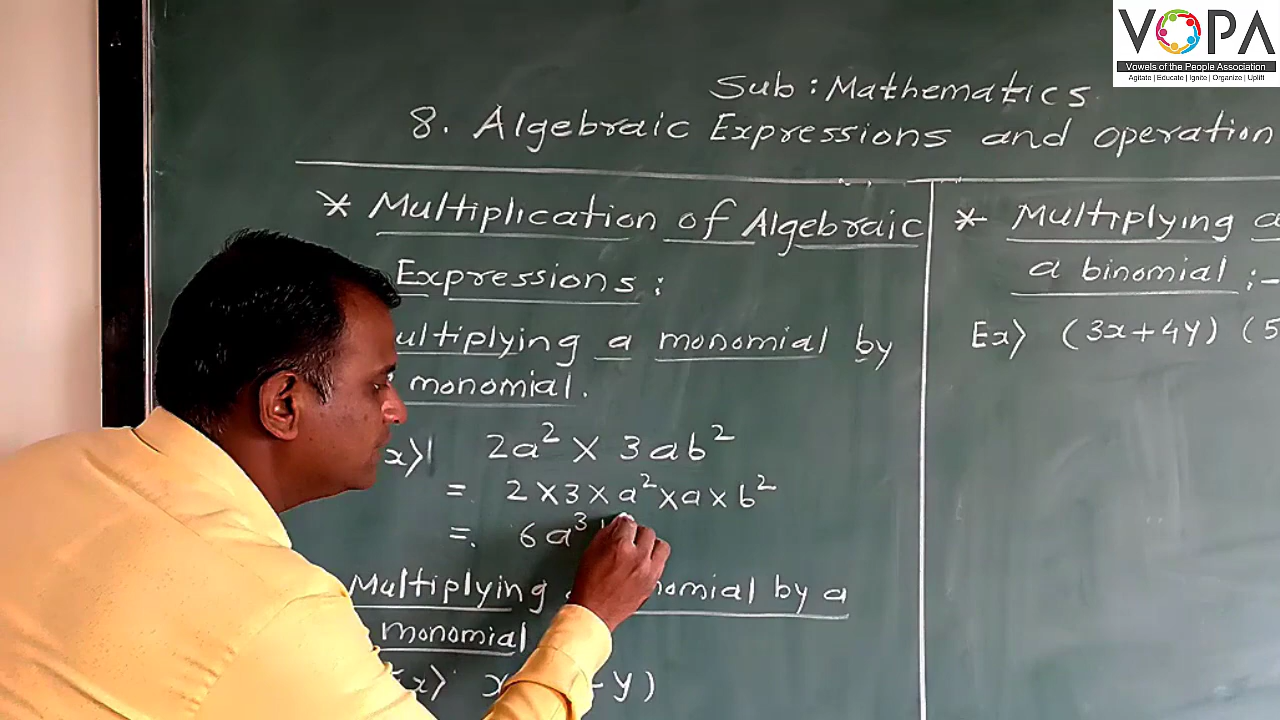 VOPA
Vowels of the People Association
Agitate | Educate | Ignite | Organize | Uplift
Sub : Mathematics
8. Algebraic Expressions and operation
* Multiplication of Algebraic
Expressions :
ultiplying a monomial by
monomial.
x) 2a² × 3ab²
= 2 × 3 × a² × a × b²
= 6a³
Multiplying nomial by a
monomial
x) x - y)
* Multiplying a
a binomial :-
Ex) (3x + 4y) (5